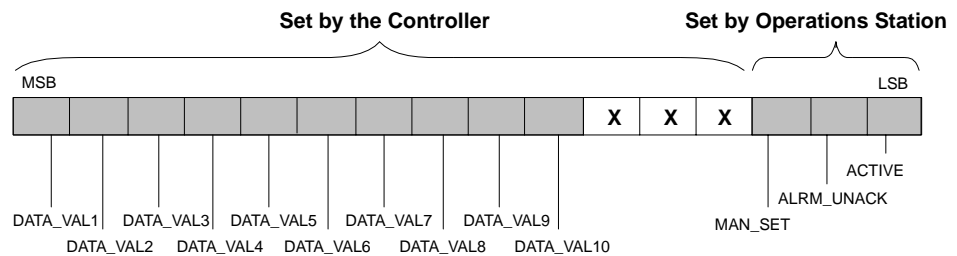 Set by the Controller Set by Operations Station
MSB LSB
X X X
ACTIVE
ALRM_UNACK
DATA_VAL1 DATA_VAL3 DATA_VAL5 DATA_VAL7 DATA_VAL9 MAN_SET
DATA_VAL2 DATA_VAL4 DATA_VAL6 DATA_VAL8 DATA_VAL10